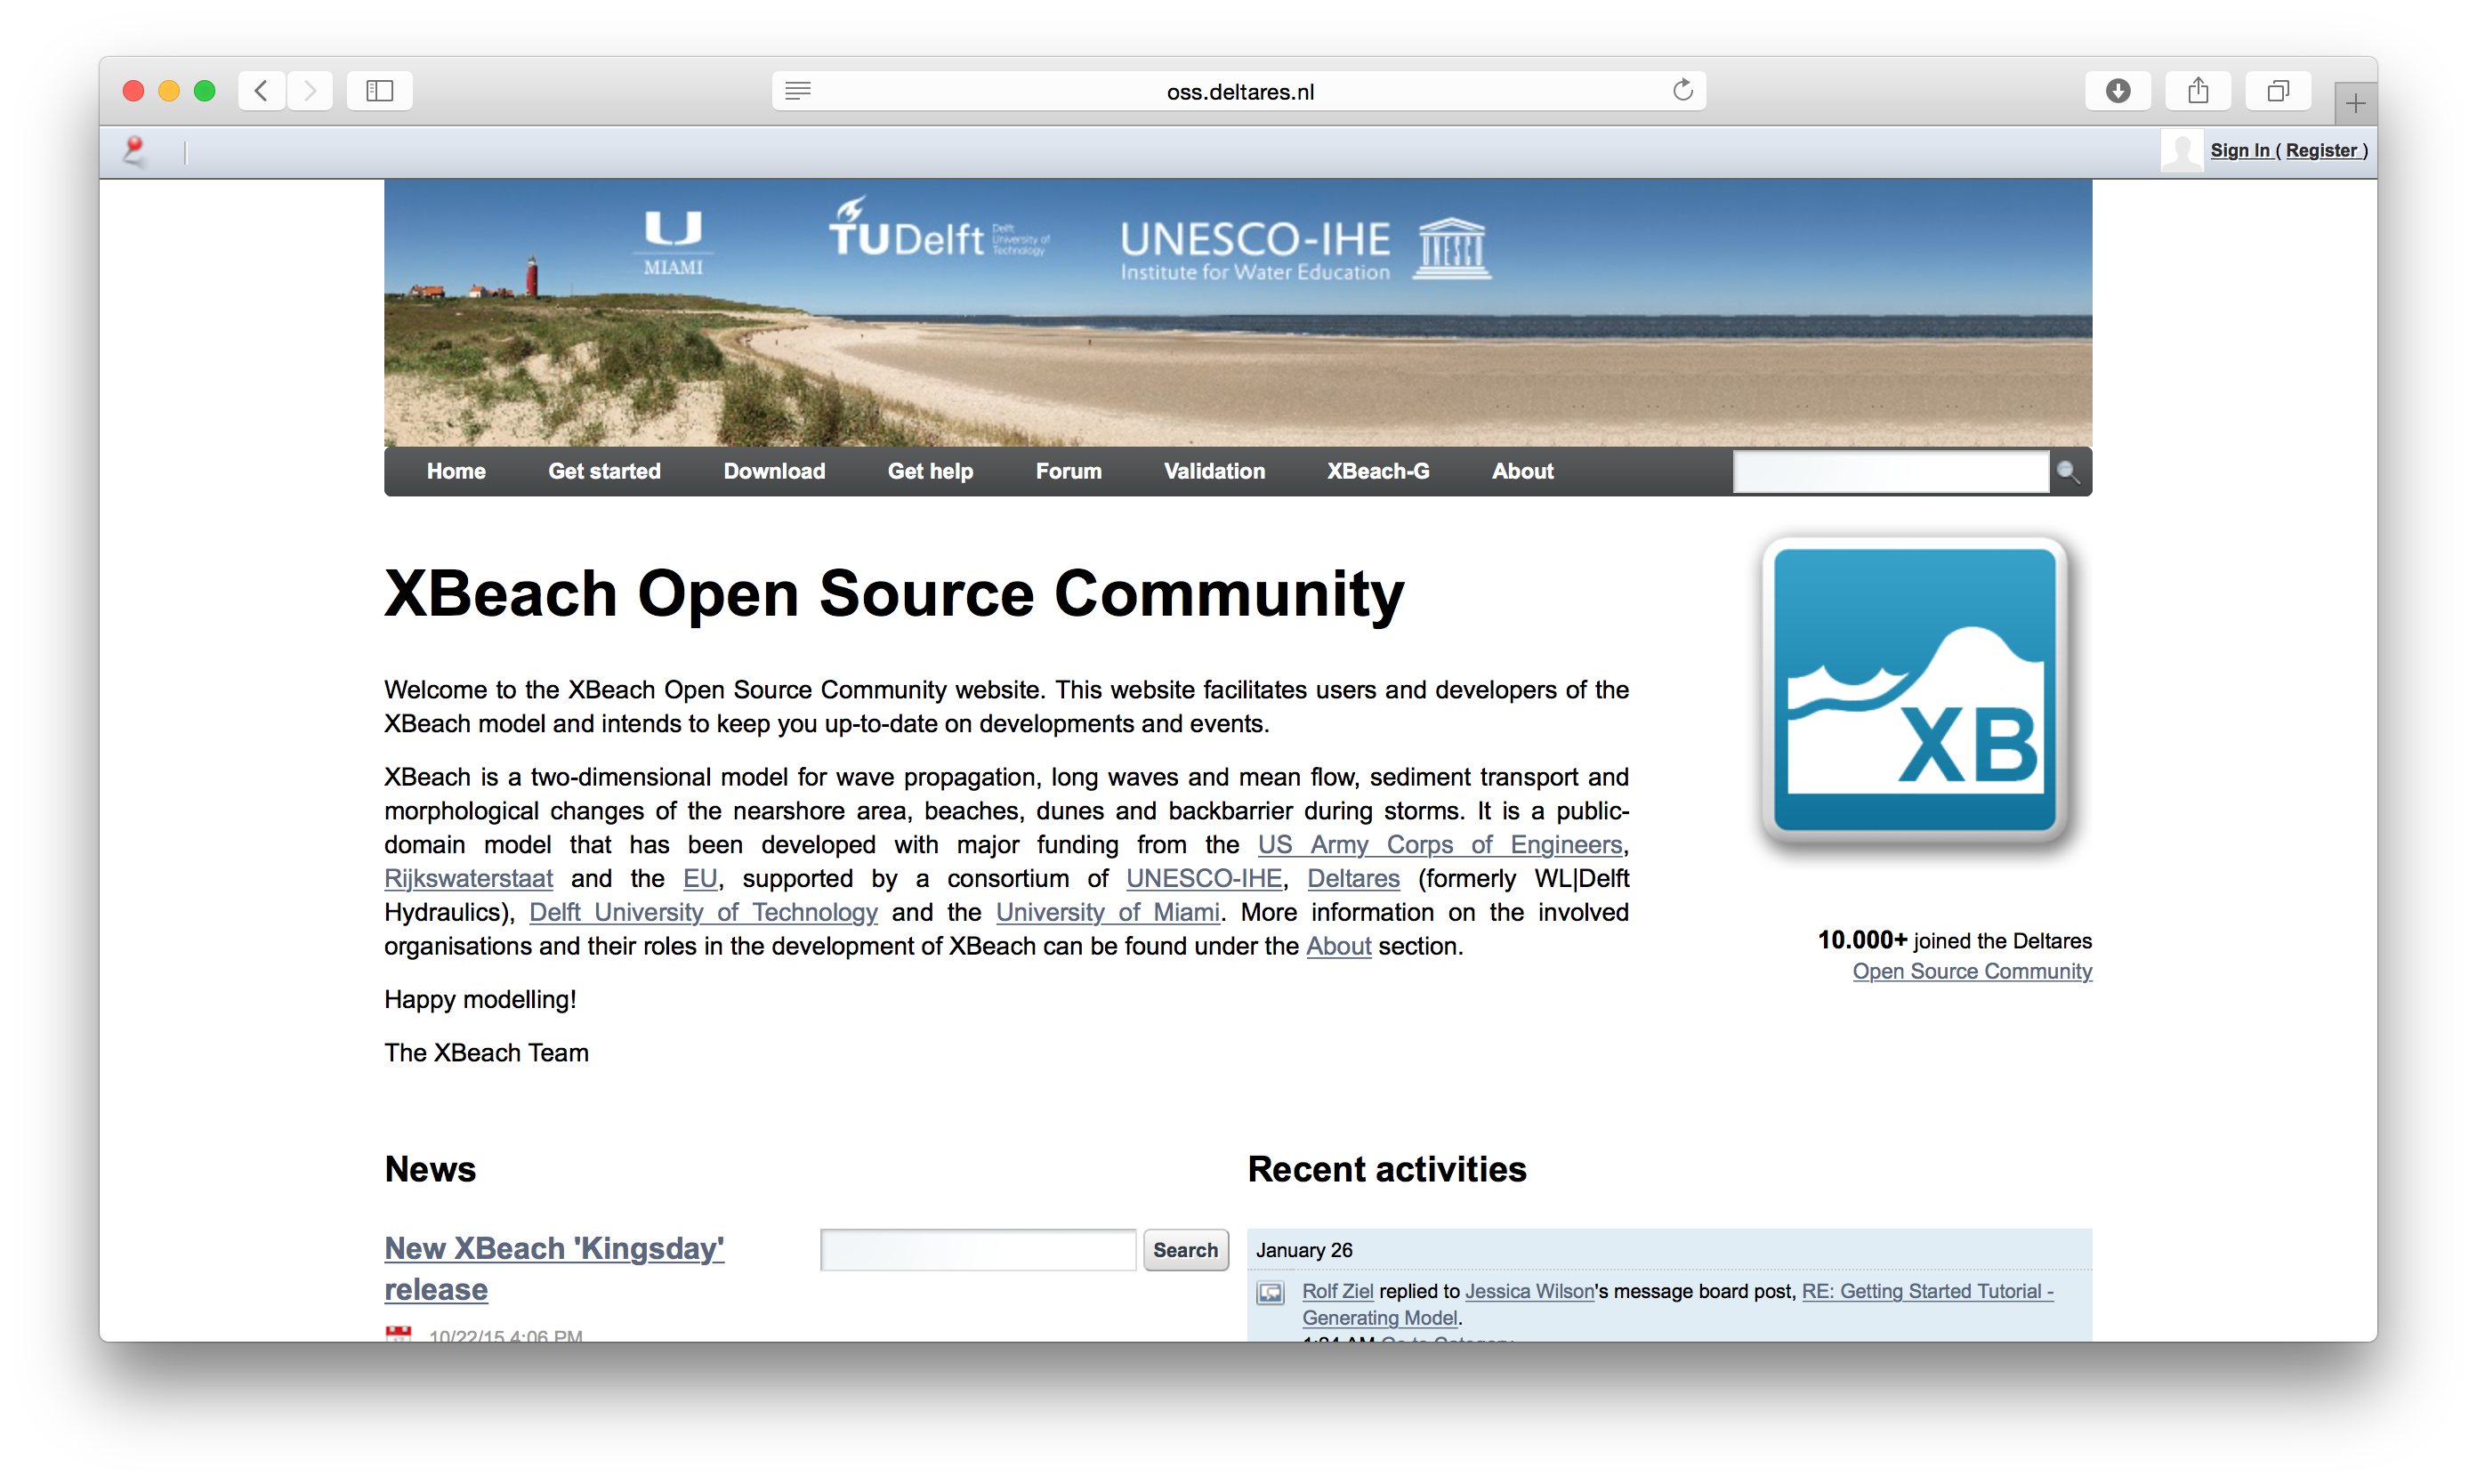 oss.deltares.nl
Sign In ( Register )
U
MIAMI
TUDelft Delft University of Technology
UNESCO-IHE
Institute for Water Education
UNESCO
Home Get started Download Get help Forum Validation XBeach-G About
XBeach Open Source Community
Welcome to the XBeach Open Source Community website. This website facilitates users and developers of the
XBeach model and intends to keep you up-to-date on developments and events.
XBeach is a two-dimensional model for wave propagation, long waves and mean flow, sediment transport and
morphological changes of the nearshore area, beaches, dunes and backbarrier during storms. It is a public-
domain model that has been developed with major funding from the US Army Corps of Engineers,
Rijkswaterstaat and the EU, supported by a consortium of UNESCO-IHE, Deltares (formerly WL|Delft
Hydraulics), Delft University of Technology and the University of Miami. More information on the involved
organisations and their roles in the development of XBeach can be found under the About section.
Happy modelling!
The XBeach Team
XB
10.000+ joined the Deltares
Open Source Community
News
New XBeach 'Kingsday'
release
10/22/15 4:06 PM
Search
Recent activities
January 26
Rolf Ziel replied to Jessica Wilson's message board post, RE: Getting Started Tutorial -
Generating Model.
1:24 AM Go to Category